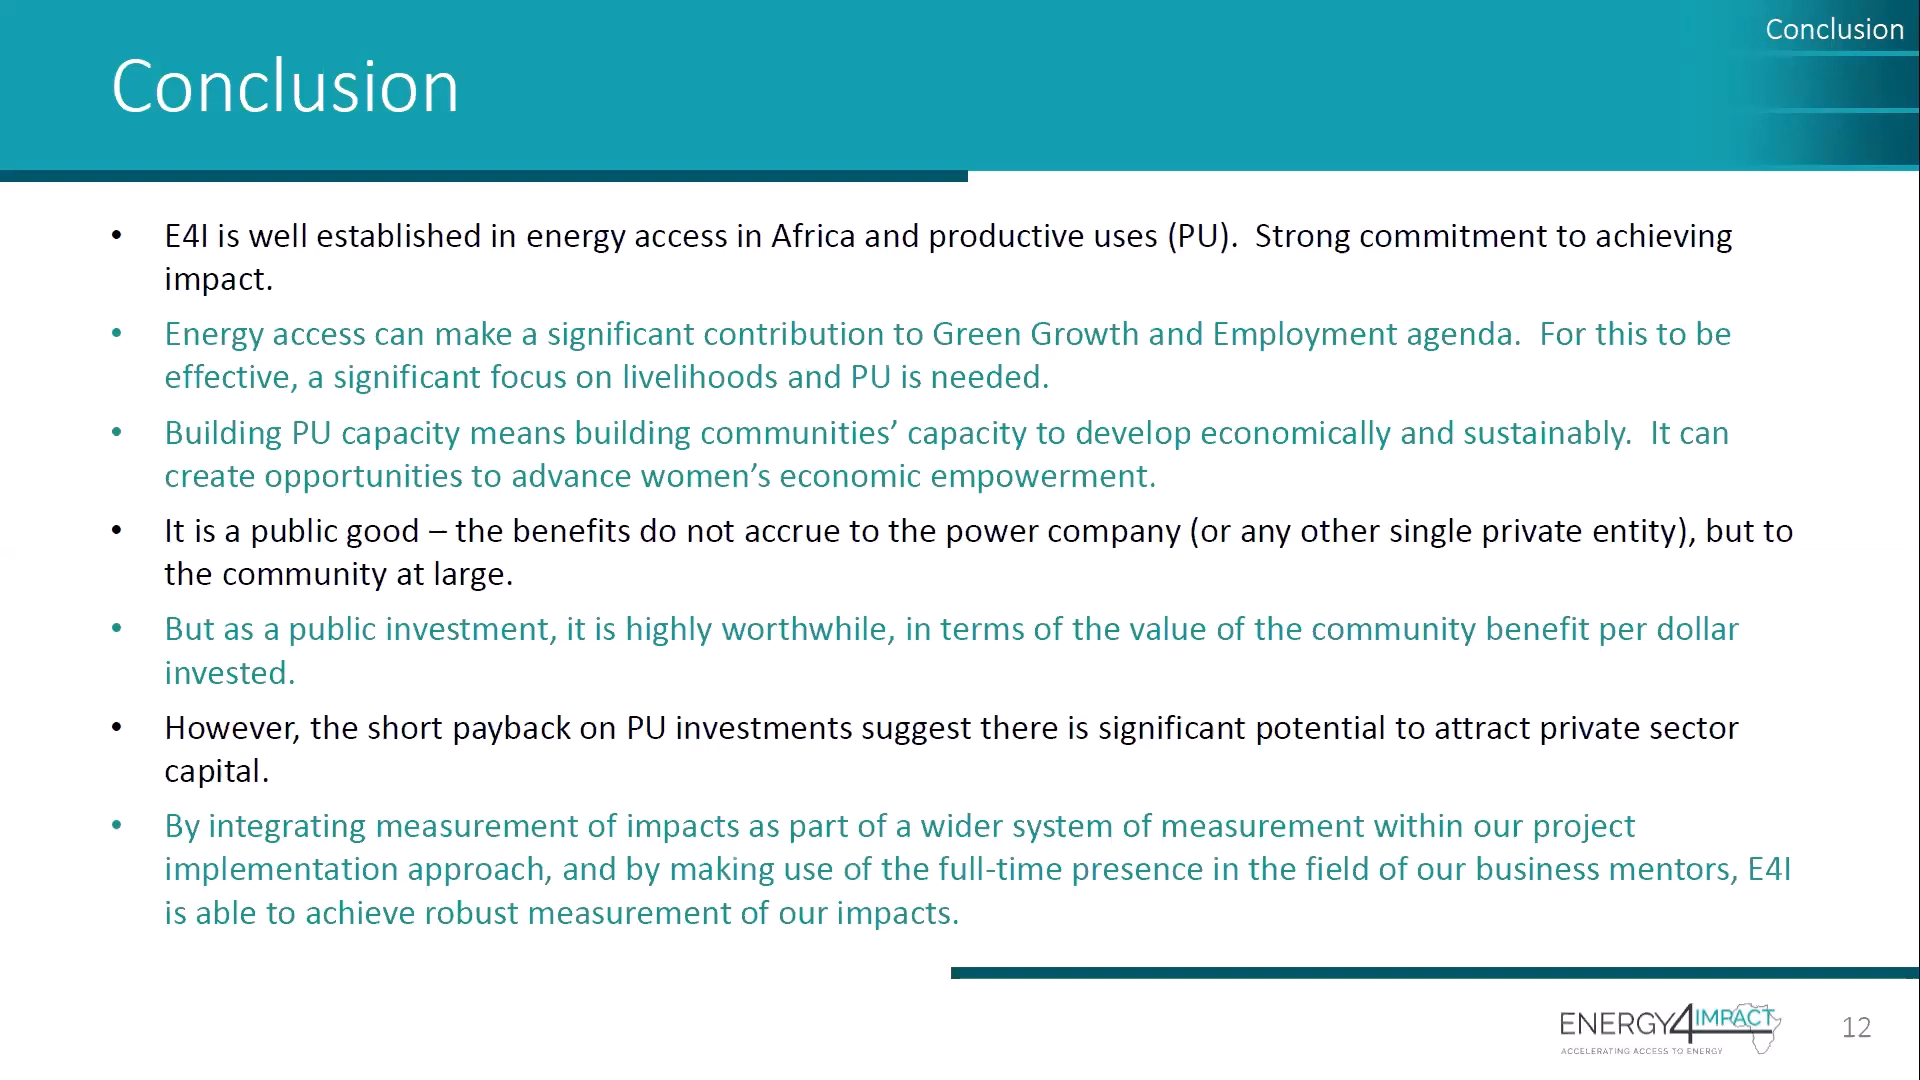 Conclusion
Conclusion
• E4I is well established in energy access in Africa and productive uses (PU).  Strong commitment to achieving
impact.
• Energy access can make a significant contribution to Green Growth and Employment agenda.  For this to be
effective, a significant focus on livelihoods and PU is needed.
• Building PU capacity means building communities’ capacity to develop economically and sustainably.  It can
create opportunities to advance women’s economic empowerment.
• It is a public good – the benefits do not accrue to the power company (or any other single private entity), but to
the community at large.
• But as a public investment, it is highly worthwhile, in terms of the value of the community benefit per dollar
invested.
• However, the short payback on PU investments suggest there is significant potential to attract private sector
capital.
• By integrating measurement of impacts as part of a wider system of measurement within our project
implementation approach, and by making use of the full-time presence in the field of our business mentors, E4I
is able to achieve robust measurement of our impacts.
ENERGY4IMPACT
ACCELERATING ACCESS TO ENERGY
12